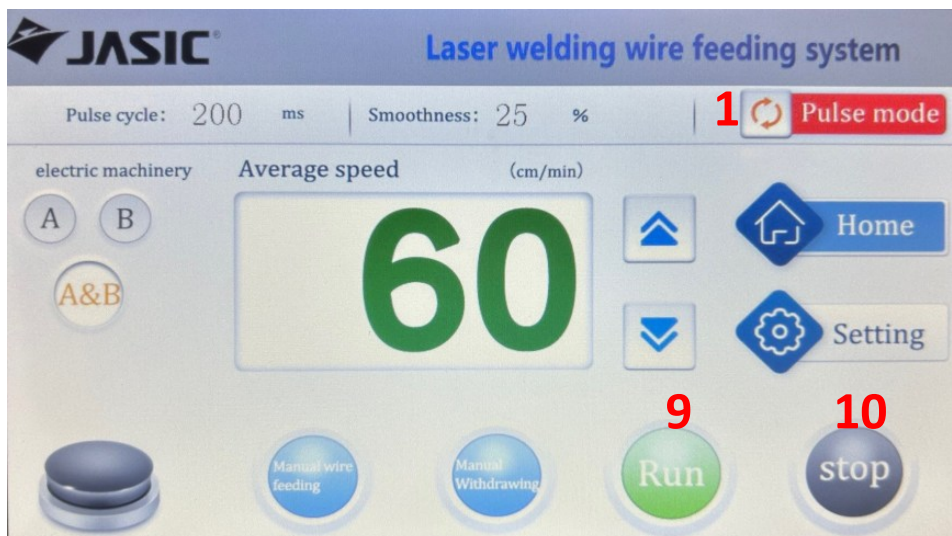 JASIC®
Laser welding wire feeding system
Pulse cycle: 200 ms
Smoothness: 25 %
1
Pulse mode
electric machinery
Average speed (cm/min)
A
B
A&B
60
Home
Setting
9
10
Manual wire
feeding
Manual
Withdrawing
Run
stop